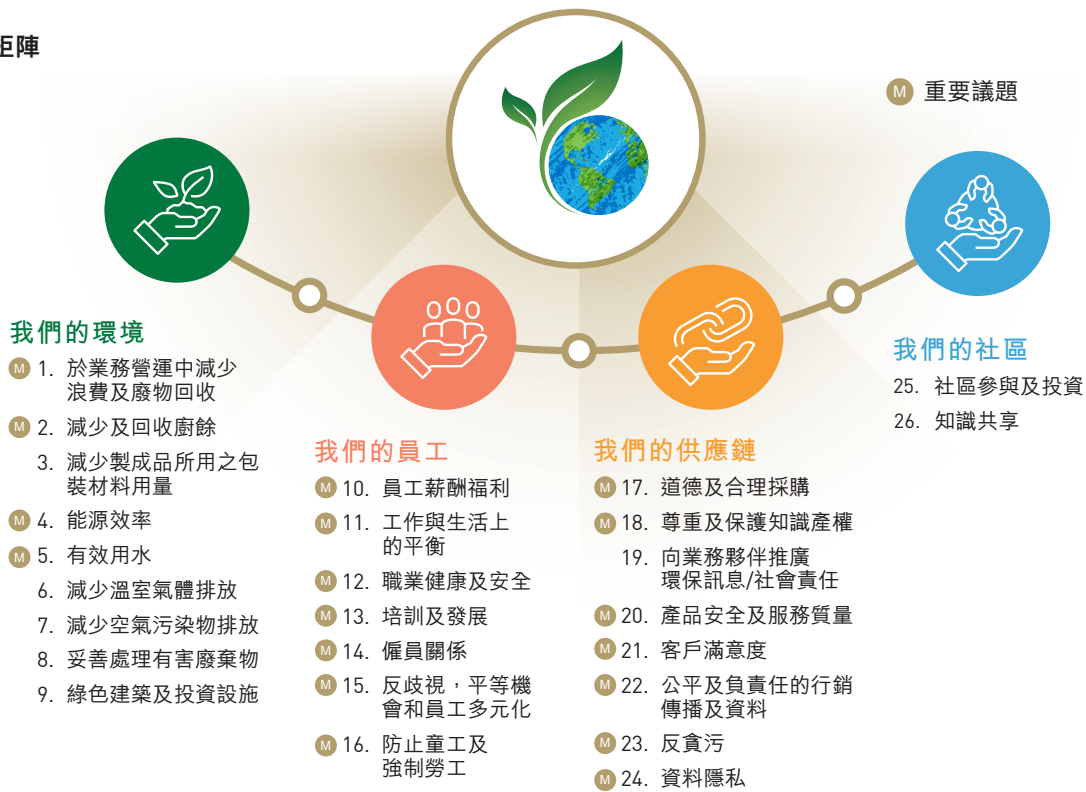 矩陣
M 重要議題
我們的環境
M 1. 於業務營運中減少
浪費及廢物回收
M 2. 減少及回收廚餘
3. 減少製成品所用之包
裝材料用量
M 4. 能源效率
M 5. 有效用水
6. 減少溫室氣體排放
7. 減少空氣污染物排放
8. 妥善處理有害廢棄物
9. 綠色建築及投資設施
我們的員工
M 10. 員工薪酬福利
M 11. 工作與生活上
的平衡
M 12. 職業健康及安全
M 13. 培訓及發展
M 14. 僱員關係
M 15. 反歧視，平等機
會和員工多元化
M 16. 防止童工及
強制勞工
我們的供應鏈
M 17. 道德及合理採購
M 18. 尊重及保護知識產權
19. 向業務夥伴推廣
環保訊息/社會責任
M 20. 產品安全及服務質量
M 21. 客戶滿意度
M 22. 公平及負責任的行銷
傳播及資料
M 23. 反貪污
M 24. 資料隱私
我們的社區
25. 社區參與及投資
26. 知識共享